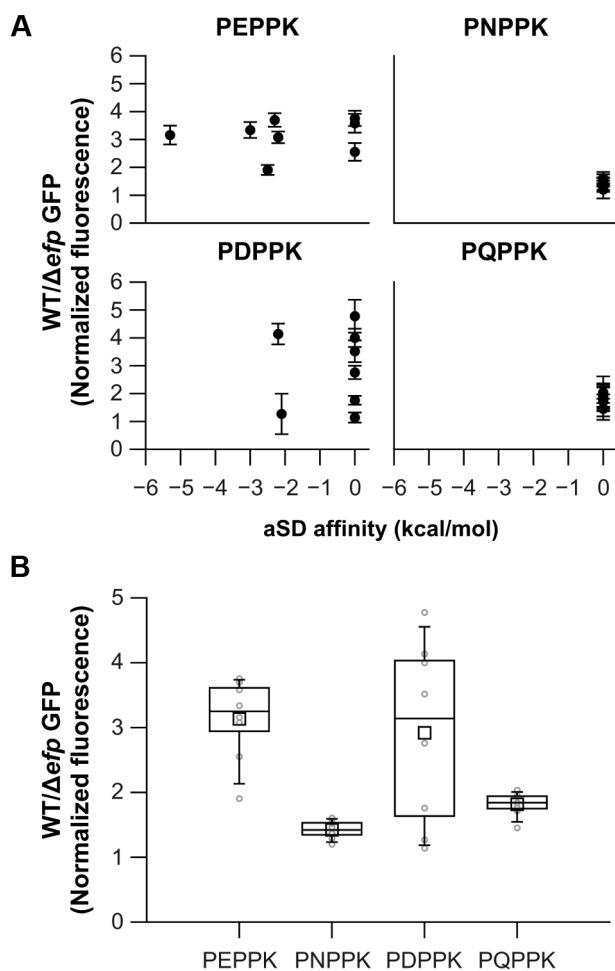 A
PEPPK
PNPPK
6
5
4
3
2
1
0
WT/Δefp GFP
(Normalized fluorescence)
PDPPK
PQPPK
6
5
4
3
2
1
0
−6 −5 −4 −3 −2 −1 0
−6 −5 −4 −3 −2 −1 0
aSD affinity (kcal/mol)
B
5
4
3
2
1
0
WT/Δefp GFP
(Normalized fluorescence)
PEPPK PNPPK PDPPK PQPPK